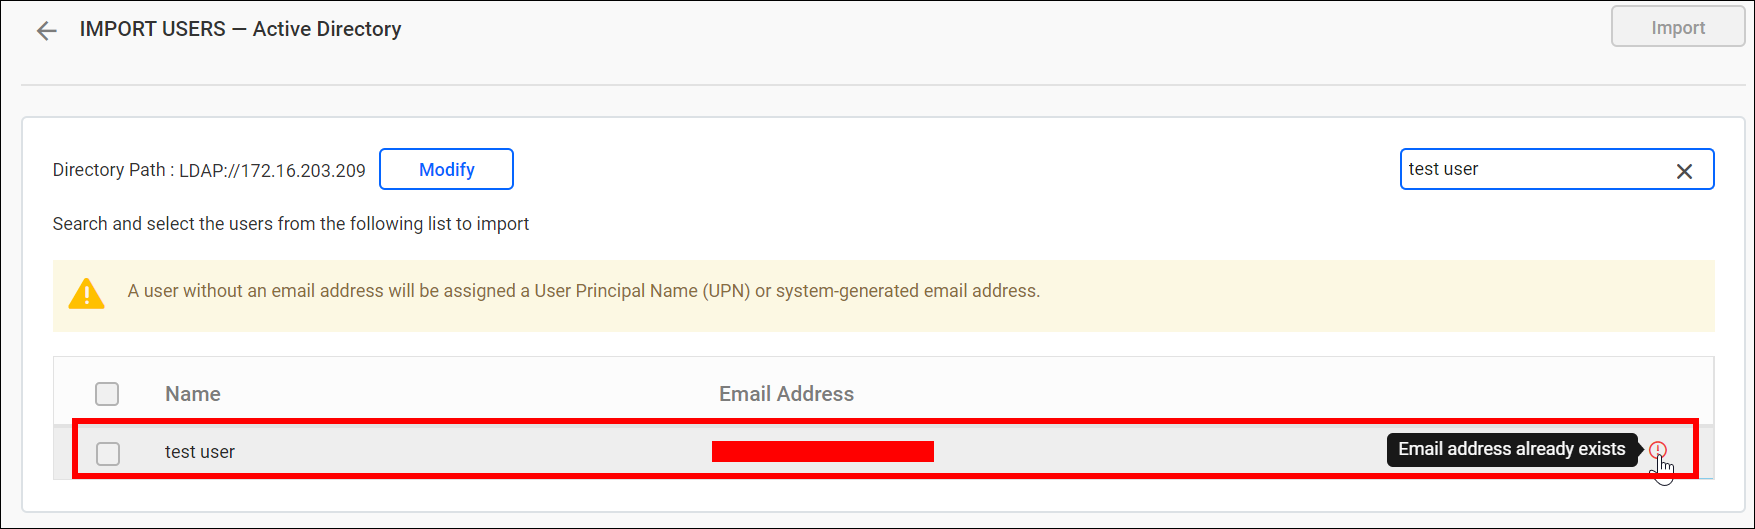 IMPORT USERS — Active Directory
Import
Directory Path : LDAP://172.16.203.209
Modify
test user
Search and select the users from the following list to import
A user without an email address will be assigned a User Principal Name (UPN) or system-generated email address.
Name
Email Address
test user
Email address already exists